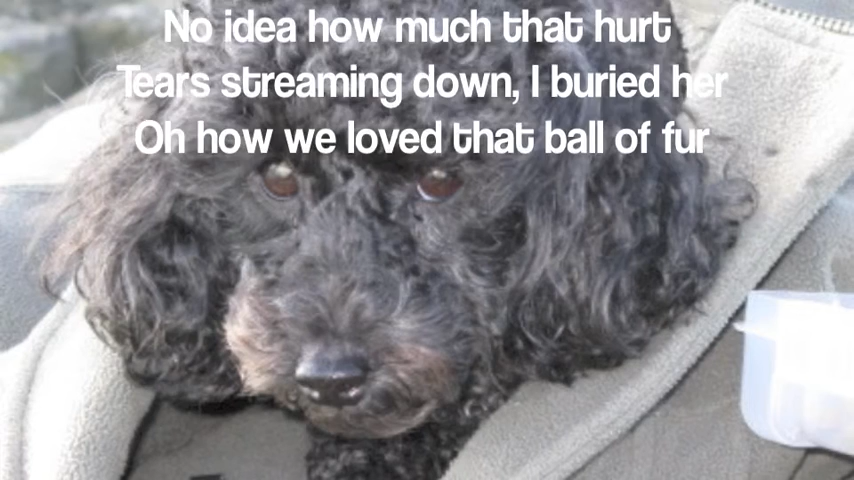 No idea how much that hurt
Tears streaming down, I buried her
Oh how we loved that ball of fur